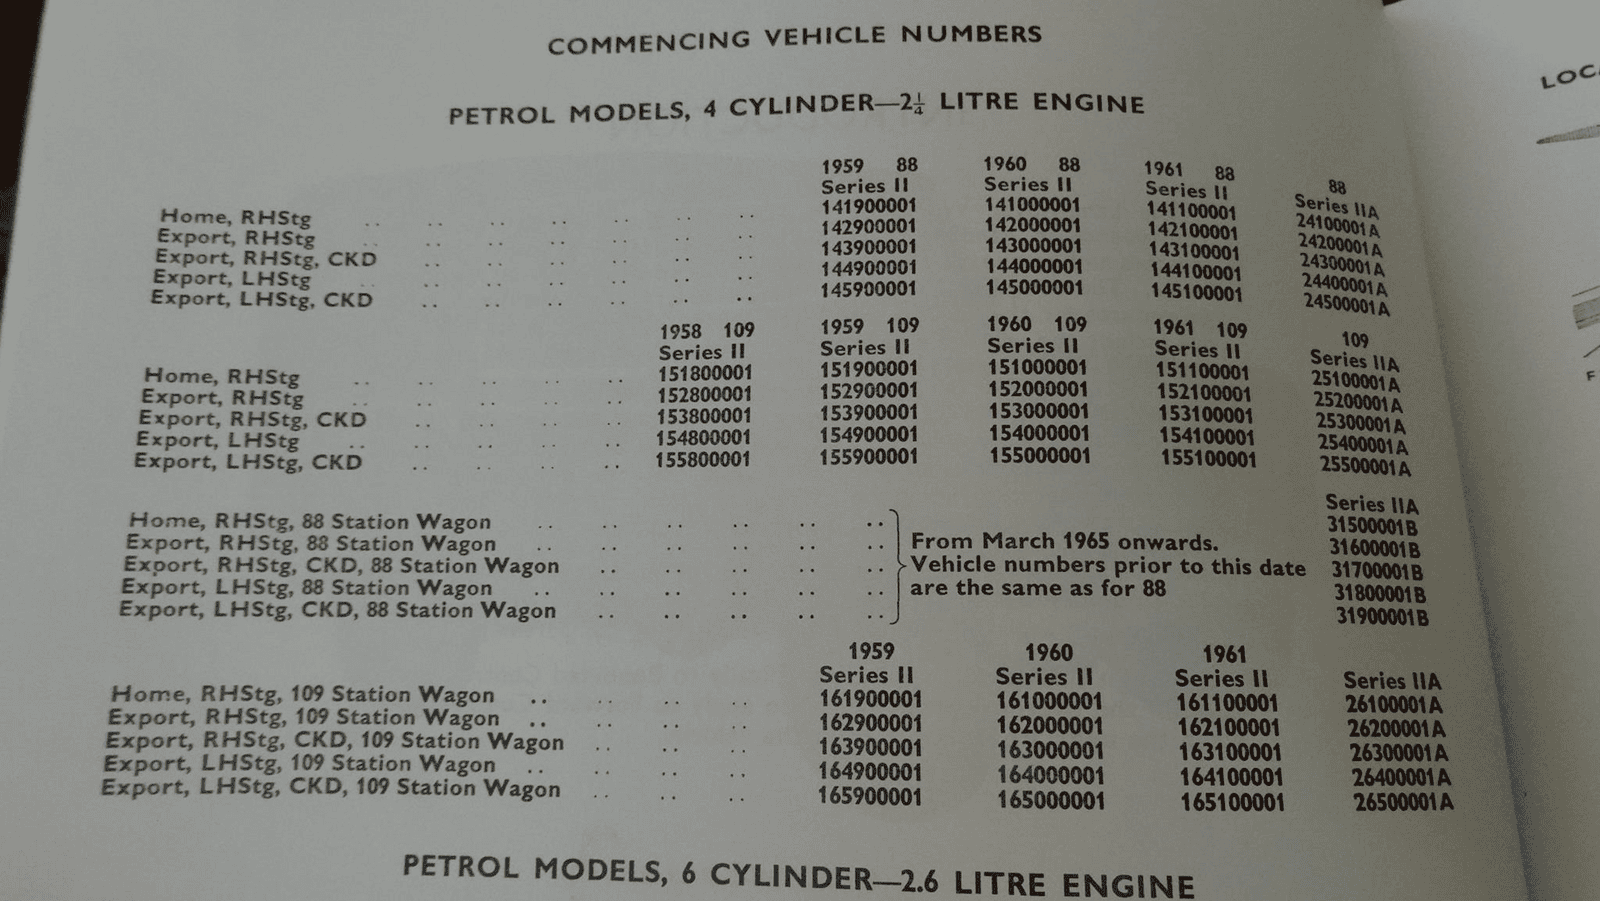 COMMENCING VEHICLE NUMBERS
PETROL MODELS, 4 CYLINDER—2¼ LITRE ENGINE
1959 88 1960 88 1961 88 88
Series II Series II Series II Series IIA
Home, RHStg .. .. .. .. .. .. .. 141900001 141000001 141100001 24100001A
Export, RHStg .. .. .. .. .. .. .. 142900001 142000001 142100001 24200001A
Export, RHStg, CKD .. .. .. .. .. .. 143900001 143000001 143100001 24300001A
Export, LHStg .. .. .. .. .. .. .. 144900001 144000001 144100001 24400001A
Export, LHStg, CKD .. .. .. .. .. .. 145900001 145000001 145100001 24500001A
1958 109 1959 109 1960 109 1961 109 109
Series II Series II Series II Series II Series IIA
Home, RHStg .. .. .. .. .. 151800001 151900001 151000001 151100001 25100001A
Export, RHStg .. .. .. .. .. 152800001 152900001 152000001 152100001 25200001A
Export, RHStg, CKD .. .. .. .. 153800001 153900001 153000001 153100001 25300001A
Export, LHStg .. .. .. .. .. 154800001 154900001 154000001 154100001 25400001A
Export, LHStg, CKD .. .. .. .. 155800001 155900001 155000001 155100001 25500001A
Series IIA
Home, RHStg, 88 Station Wagon .. .. .. .. .. .. 31500001B
Export, RHStg, 88 Station Wagon .. .. .. .. .. .. From March 1965 onwards. 31600001B
Export, RHStg, CKD, 88 Station Wagon .. .. .. .. .. Vehicle numbers prior to this date 31700001B
Export, LHStg, 88 Station Wagon .. .. .. .. .. .. are the same as for 88 31800001B
Export, LHStg, CKD, 88 Station Wagon .. .. .. .. .. 31900001B
1959 1960 1961
Series II Series II Series II Series IIA
Home, RHStg, 109 Station Wagon .. .. .. .. 161900001 161000001 161100001 26100001A
Export, RHStg, 109 Station Wagon .. .. .. .. 162900001 162000001 162100001 26200001A
Export, RHStg, CKD, 109 Station Wagon .. .. .. 163900001 163000001 163100001 26300001A
Export, LHStg, 109 Station Wagon .. .. .. .. 164900001 164000001 164100001 26400001A
Export, LHStg, CKD, 109 Station Wagon .. .. .. 165900001 165000001 165100001 26500001A
PETROL MODELS, 6 CYLINDER—2.6 LITRE ENGINE
F